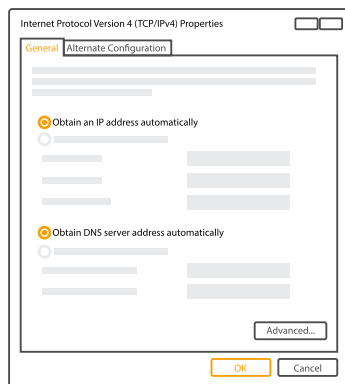 Internet Protocol Version 4 (TCP/IPv4) Properties
General Alternate Configuration
Obtain an IP address automatically
Obtain DNS server address automatically
Advanced...
OK Cancel